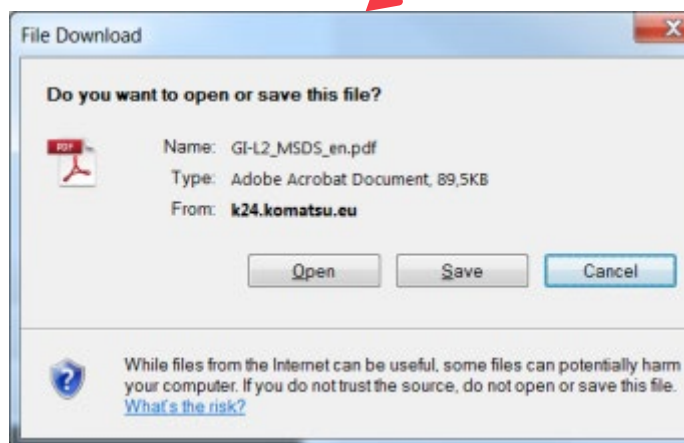 File Download
Do you want to open or save this file?
PDF
Name: GI-L2_MSDS_en.pdf
Type: Adobe Acrobat Document, 89,5KB
From: k24.komatsu.eu
Open Save Cancel
While files from the Internet can be useful, some files can potentially harm
your computer. If you do not trust the source, do not open or save this file.
What's the risk?